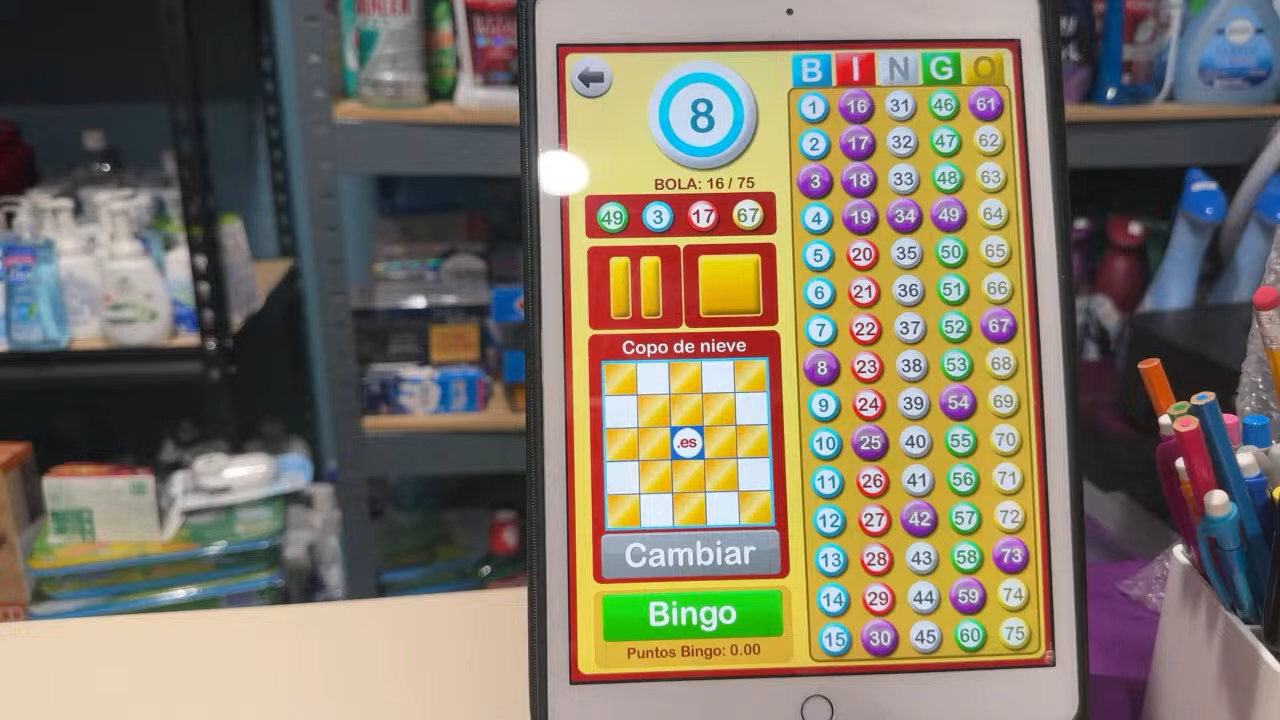 B I N G O
8
BOLA: 16 / 75
49 3 17 67
Copo de nieve
.es
Cambiar
Bingo
Puntos Bingo: 0.00
1 16 31 46 61
2 17 32 47 62
3 18 33 48 63
4 19 34 49 64
5 20 35 50 65
6 21 36 51 66
7 22 37 52 67
8 23 38 53 68
9 24 39 54 69
10 25 40 55 70
11 26 41 56 71
12 27 42 57 72
13 28 43 58 73
14 29 44 59 74
15 30 45 60 75